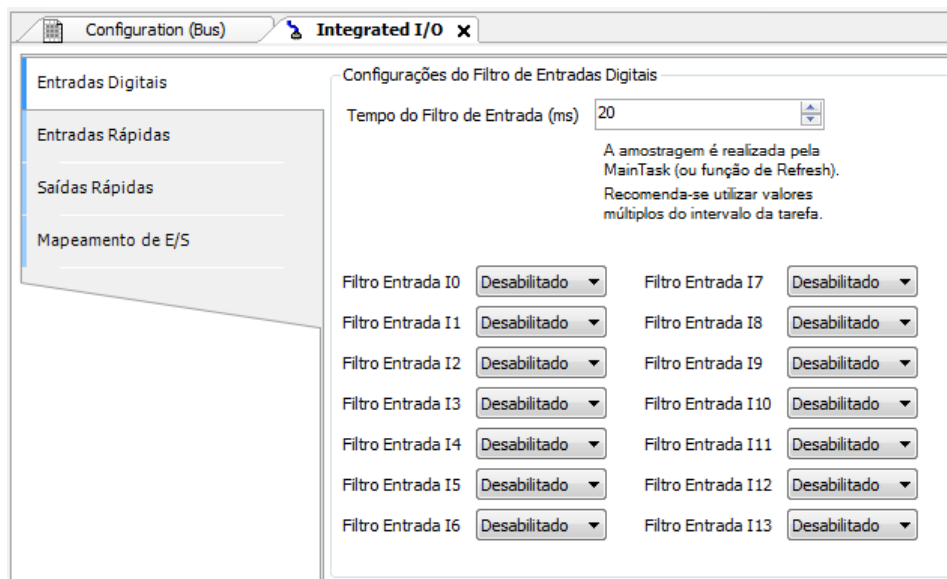 Configuration (Bus)
Integrated I/O
Entradas Digitais
Entradas Rápidas
Saídas Rápidas
Mapeamento de E/S
Configurações do Filtro de Entradas Digitais
Tempo do Filtro de Entrada (ms) 20
A amostragem é realizada pela
MainTask (ou função de Refresh).
Recomenda-se utilizar valores
múltiplos do intervalo da tarefa.
Filtro Entrada I0 Desabilitado Filtro Entrada I7 Desabilitado
Filtro Entrada I1 Desabilitado Filtro Entrada I8 Desabilitado
Filtro Entrada I2 Desabilitado Filtro Entrada I9 Desabilitado
Filtro Entrada I3 Desabilitado Filtro Entrada I10 Desabilitado
Filtro Entrada I4 Desabilitado Filtro Entrada I11 Desabilitado
Filtro Entrada I5 Desabilitado Filtro Entrada I12 Desabilitado
Filtro Entrada I6 Desabilitado Filtro Entrada I13 Desabilitado